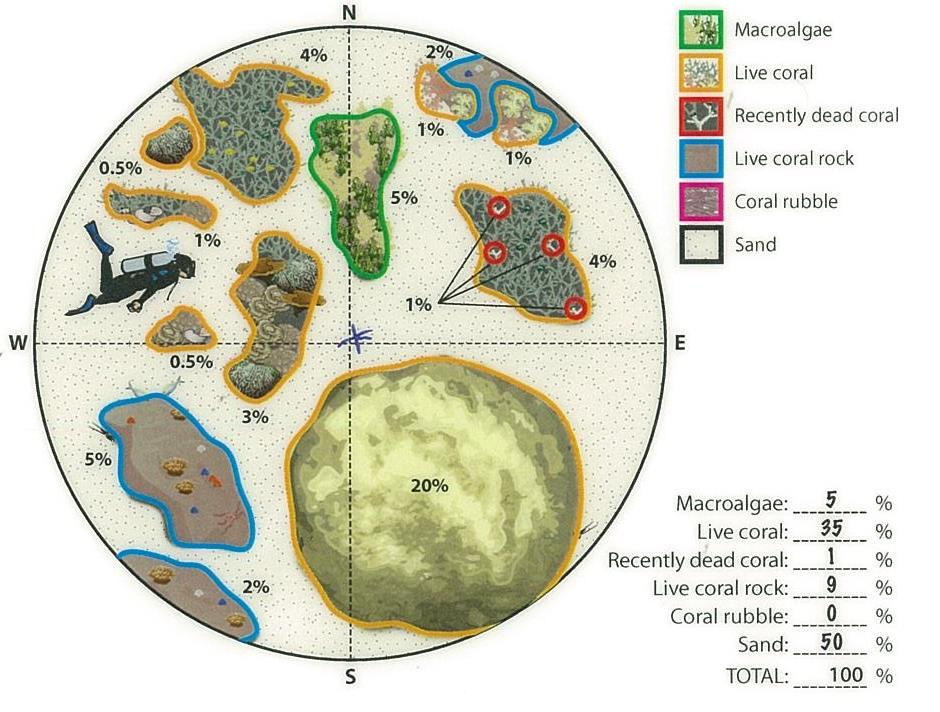 N
4%
2%
1%
1%
0.5%
5%
1%
4%
1%
W
E
0.5%
3%
5%
20%
2%
S
Macroalgae
Live coral
Recently dead coral
Live coral rock
Coral rubble
Sand
Macroalgae: 5 %
Live coral: 35 %
Recently dead coral: 1 %
Live coral rock: 9 %
Coral rubble: 0 %
Sand: 50 %
TOTAL: 100 %